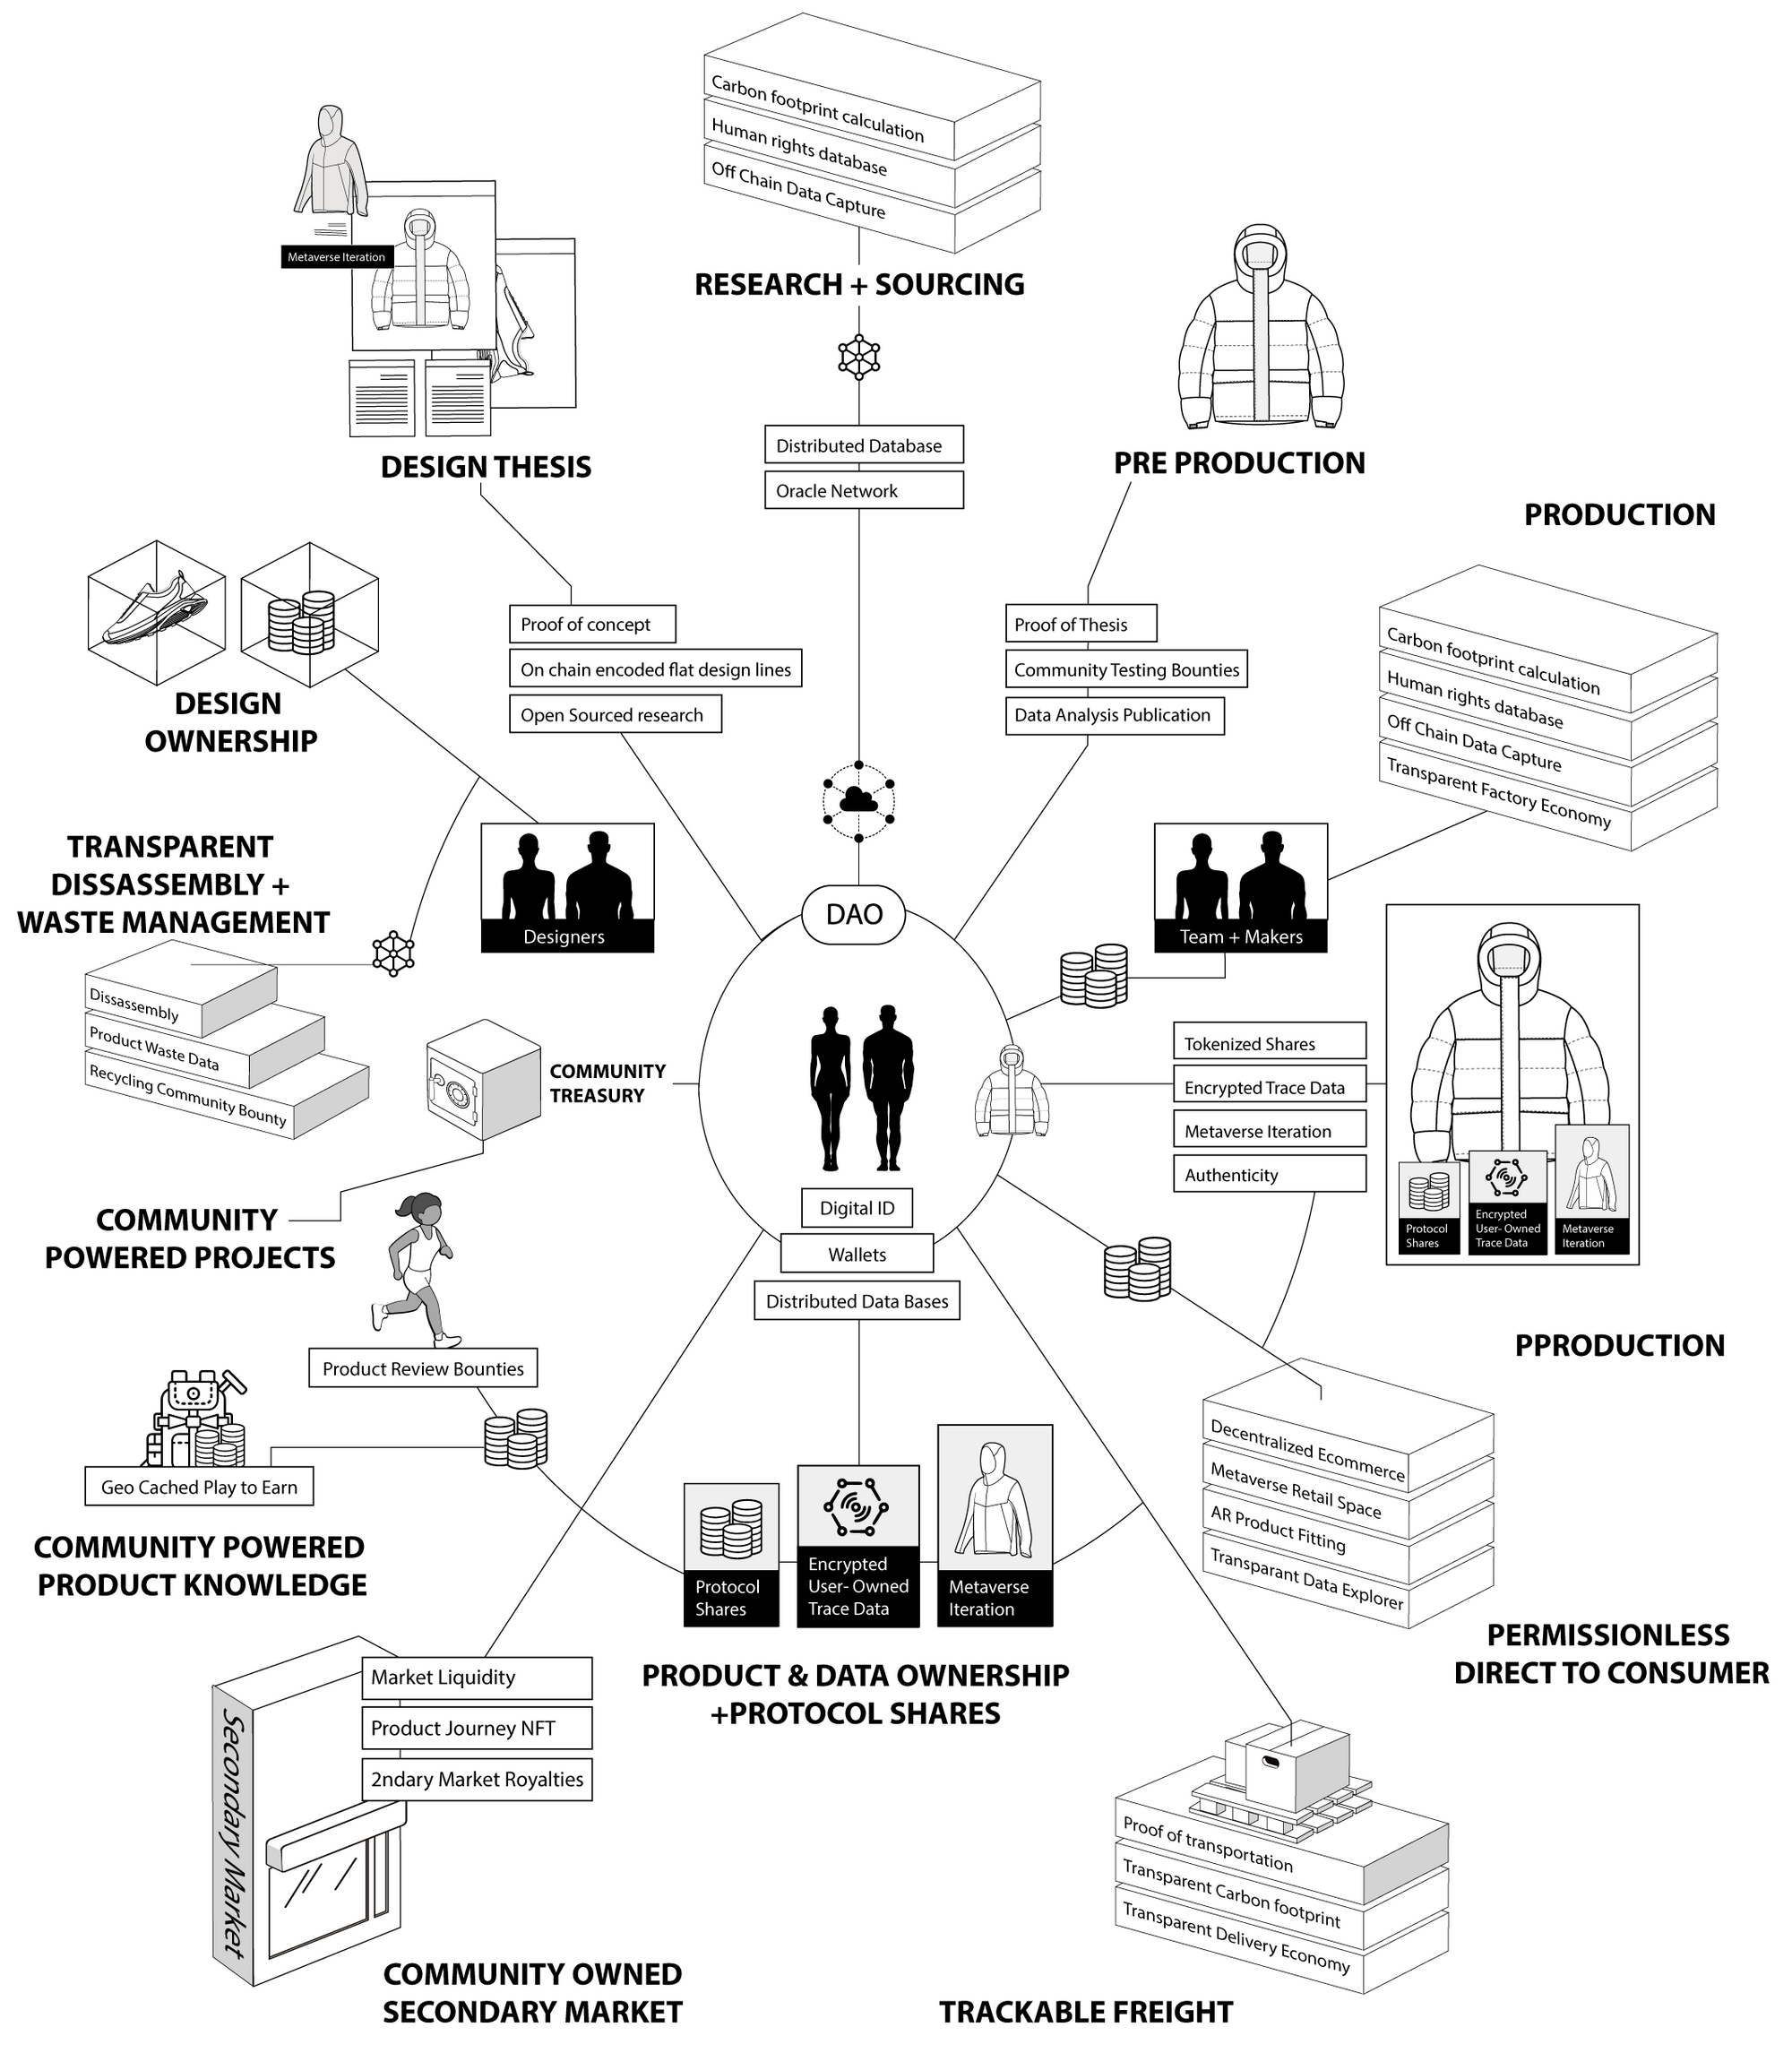 Carbon footprint calculation
Human rights database
Off Chain Data Capture
RESEARCH + SOURCING
Distributed Database
Oracle Network
Metaverse Iteration
DESIGN THESIS
Proof of concept
On chain encoded flat design lines
Open Sourced research
PRE PRODUCTION
Proof of Thesis
Community Testing Bounties
Data Analysis Publication
PRODUCTION
Carbon footprint calculation
Human rights database
Off Chain Data Capture
Transparent Factory Economy
Team + Makers
DESIGN
OWNERSHIP
Designers
TRANSPARENT
DISSASSEMBLY +
WASTE MANAGEMENT
Dissassembly
Product Waste Data
Recycling Community Bounty
DAO
Digital ID
Wallets
Distributed Data Bases
COMMUNITY
TREASURY
COMMUNITY
POWERED PROJECTS
Tokenized Shares
Encrypted Trace Data
Metaverse Iteration
Authenticity
Protocol
Shares
Encrypted
User- Owned
Trace Data
Metaverse
Iteration
PPRODUCTION
Product Review Bounties
Geo Cached Play to Earn
COMMUNITY POWERED
PRODUCT KNOWLEDGE
Decentralized Ecommerce
Metaverse Retail Space
AR Product Fitting
Transparant Data Explorer
PERMISSIONLESS
DIRECT TO CONSUMER
Protocol
Shares
Encrypted
User- Owned
Trace Data
Metaverse
Iteration
PRODUCT & DATA OWNERSHIP
+PROTOCOL SHARES
Market Liquidity
Product Journey NFT
2ndary Market Royalties
Secondary Market
COMMUNITY OWNED
SECONDARY MARKET
Proof of transportation
Transparent Carbon footprint
Transparent Delivery Economy
TRACKABLE FREIGHT